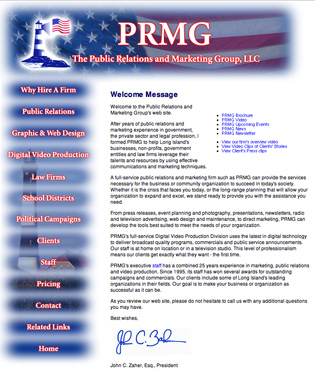 PRMG
The Public Relations and Marketing Group, LLC
Why Hire A Firm
Public Relations
Graphic & Web Design
Digital Video Production
Law Firms
School Districts
Political Campaigns
Clients
Staff
Pricing
Contact
Related Links
Home
Welcome Message
Welcome to the Public Relations and
Marketing Group's web site.
After years of public relations and
marketing experience in government,
the private sector and legal profession, I
formed PRMG to help Long Island's
businesses, non-profits, government
entities and law firms leverage their
talents and resources by using effective
communications and marketing techniques.
PRMG Brochure
PRMG Video
PRMG Upcoming Events
PRMG News
PRMG Newsletter
View our firm's overview video
View Video Clips of Clients' Stories
View Client's Press clips
A full-service public relations and marketing firm such as PRMG can provide the services
necessary for the business or community organization to succeed in today's society.
Whether it is the crisis that faces you today, or the long-range planning that will allow your
organization to expand and excel, we stand ready to provide you with the assistance you
need.
From press releases, event planning and photography, presentations, newsletters, radio
and television advertising, web design and maintenance, to direct marketing, PRMG can
develop the tools best suited to meet the needs of your organization.
PRMG's full-service Digital Video Production Division uses the latest in digital technology
to deliver broadcast quality programs, commercials and public service announcements.
Our staff is at home on location or in a television studio. This level of professionalism
means our clients get exactly what they want - the first time.
PRMG's executive staff has a combined 25 years experience in marketing, public relations
and video production. Since 1995, its staff has won several awards for outstanding
campaigns and commercials. Our clients include some of Long Island's leading
organizations in their fields. Our goal is to make your business or organization as
successful as it can be.
As you review our web site, please do not hesitate to call us with any additional questions
you may have.
Best wishes,
John C. Zaher, Esq., President